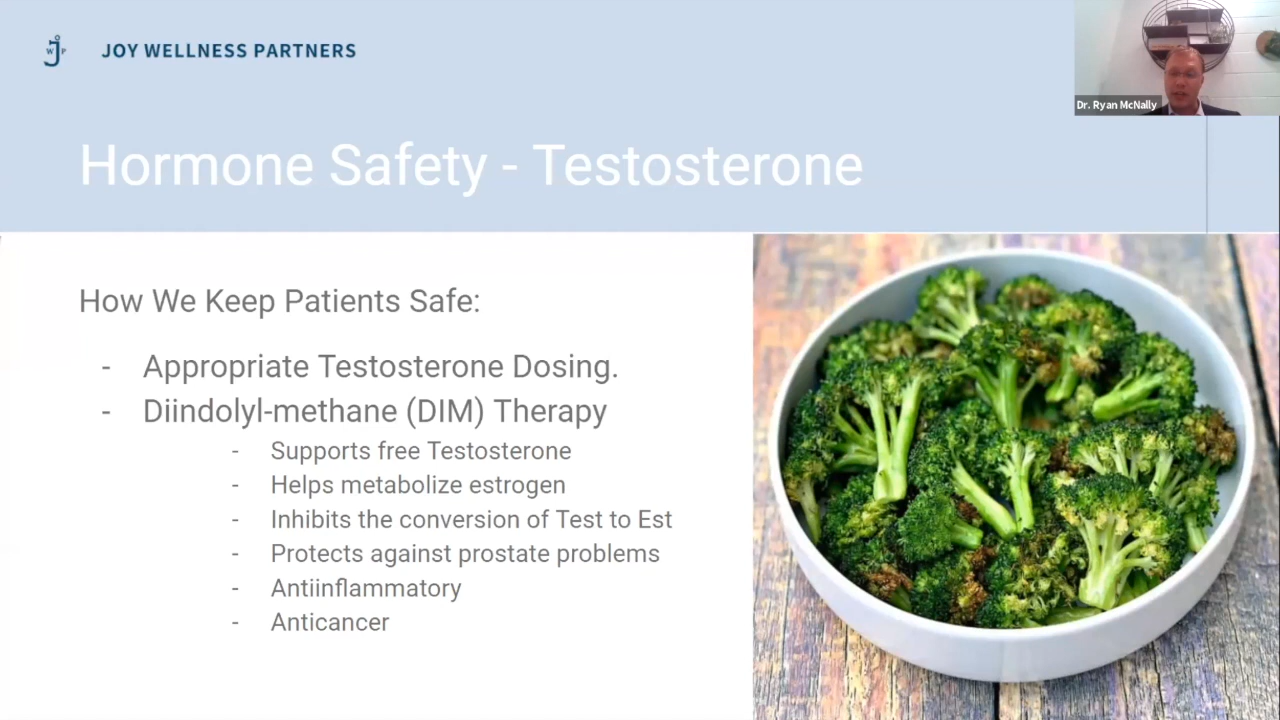 JOY WELLNESS PARTNERS
Dr. Ryan McNally
Hormone Safety - Testosterone
How We Keep Patients Safe:
- Appropriate Testosterone Dosing.
- Diindolyl-methane (DIM) Therapy
- Supports free Testosterone
- Helps metabolize estrogen
- Inhibits the conversion of Test to Est
- Protects against prostate problems
- Antiinflammatory
- Anticancer